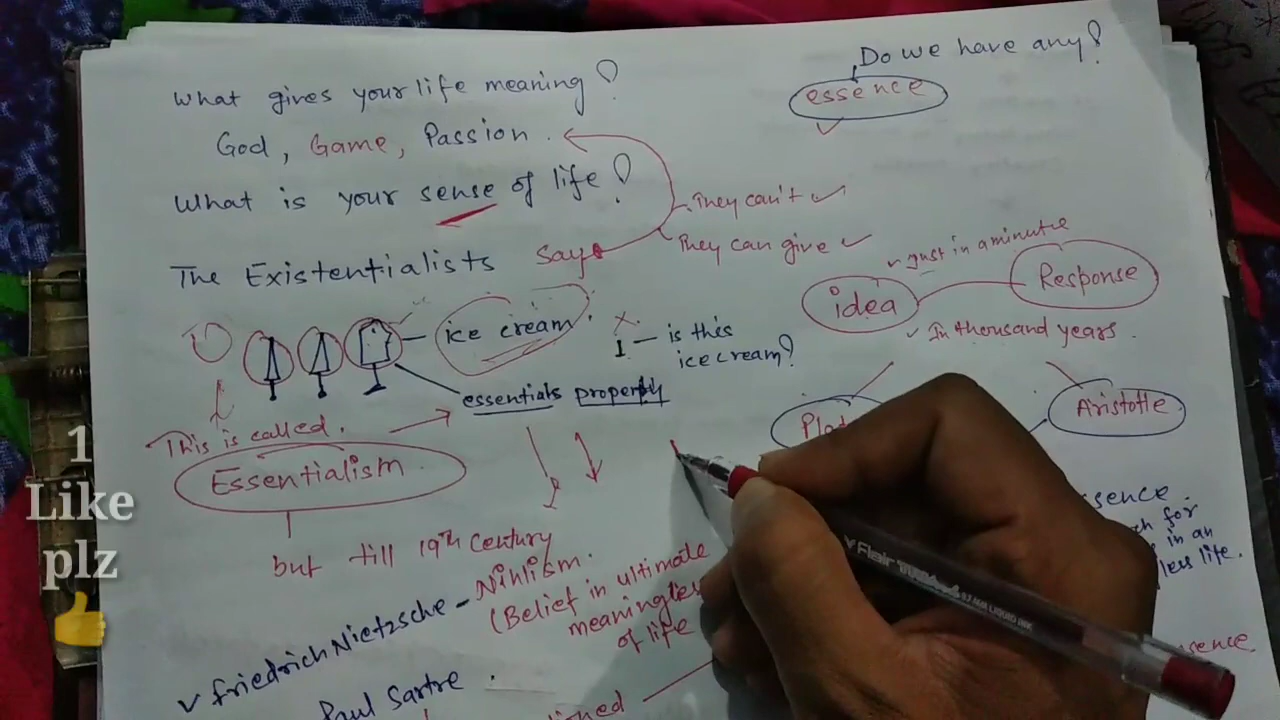 Do we have any?
What gives your life meaning?
essence
God, Game, Passion.
What is your sense of life?
They can't
They can give
The Existentialists says
just in a minute
Response
idea
In thousand years.
ice cream.
I — is this
ice cream?
essentials property
Aristotle
This is called.
Essentialism
but till 19th century
Friedrich Nietzsche - Nihlism.
(Belief in ultimate
of life
Paul Sartre
1
Like
plz
V Flair